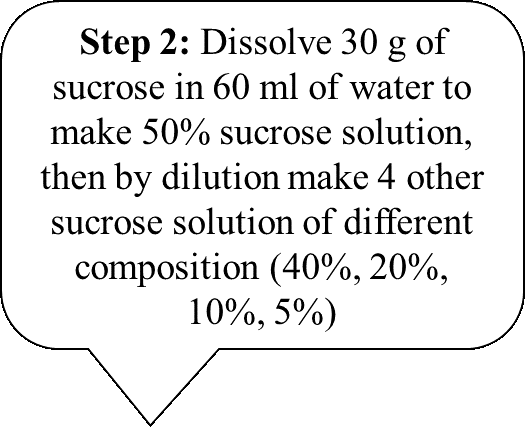 Step 2: Dissolve 30 g of
sucrose in 60 ml of water to
make 50% sucrose solution,
then by dilution make 4 other
sucrose solution of different
composition (40%, 20%,
10%, 5%)